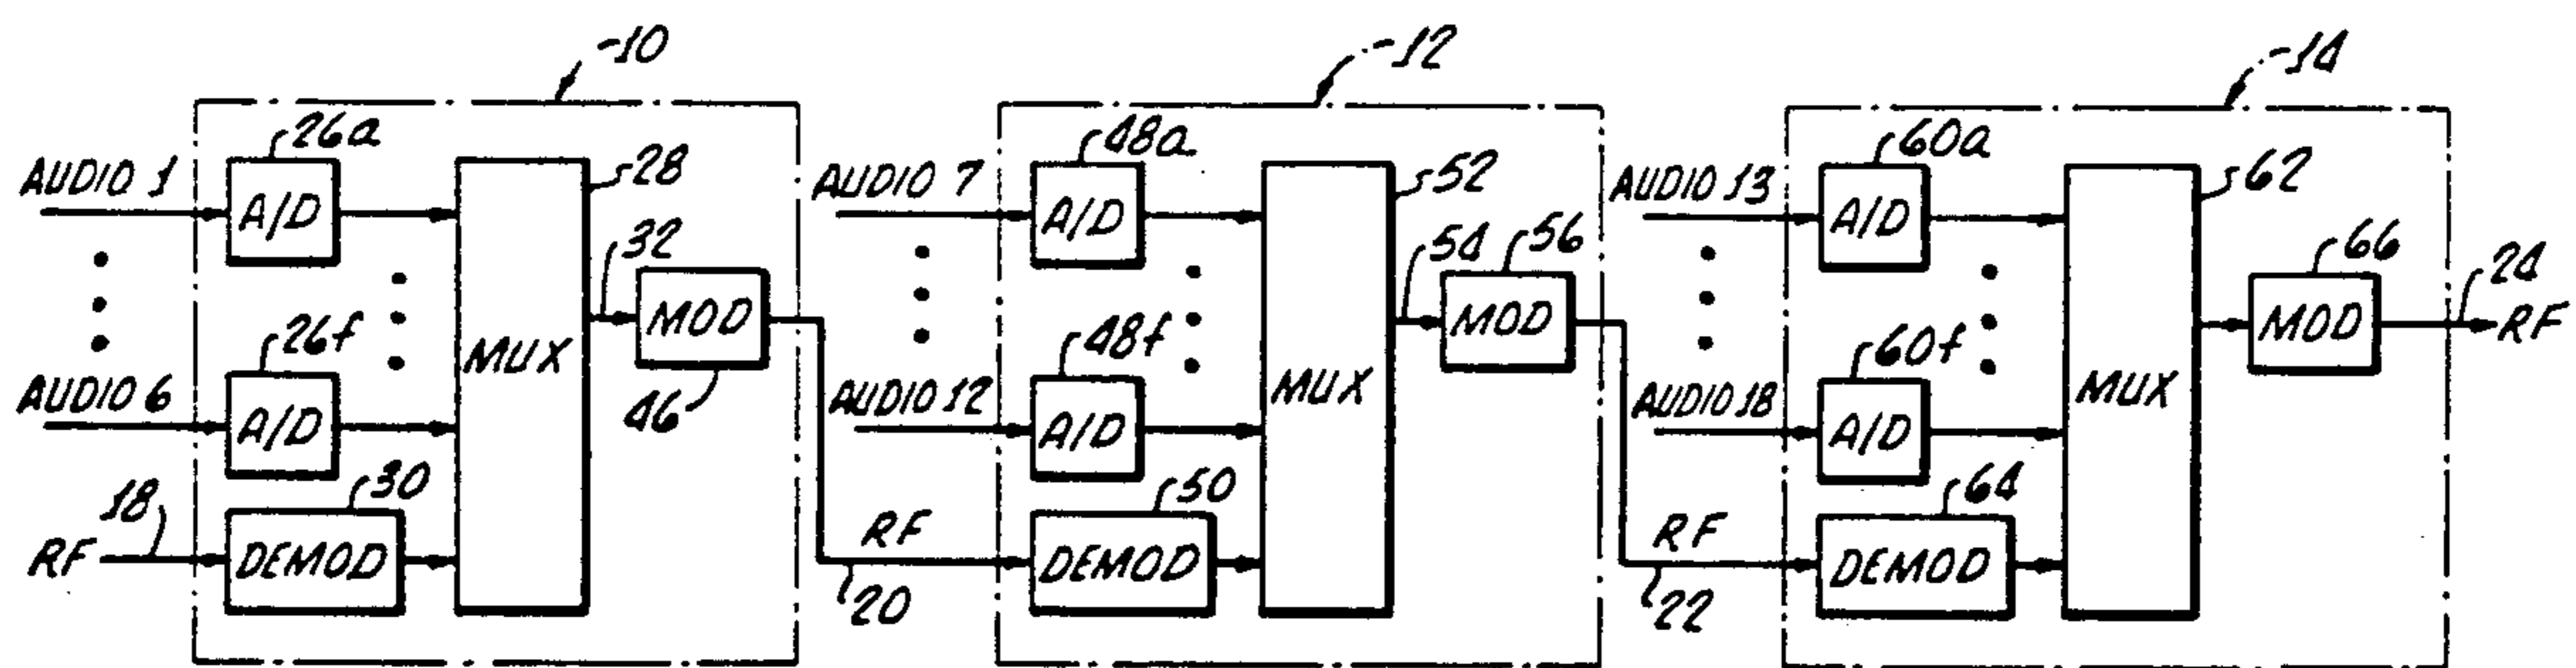 10
12
14
26a
48a
60a
AUDIO 1
A/D
28
AUDIO 7
A/D
52
AUDIO 13
A/D
62
32
54
56
66
24
MOD
MOD
MOD
RF
26f
48f
60f
MUX
MUX
MUX
AUDIO 6
A/D
46
AUDIO 12
A/D
AUDIO 18
A/D
18
30
50
64
RF
DEMOD
RF
DEMOD
RF
DEMOD
20
22